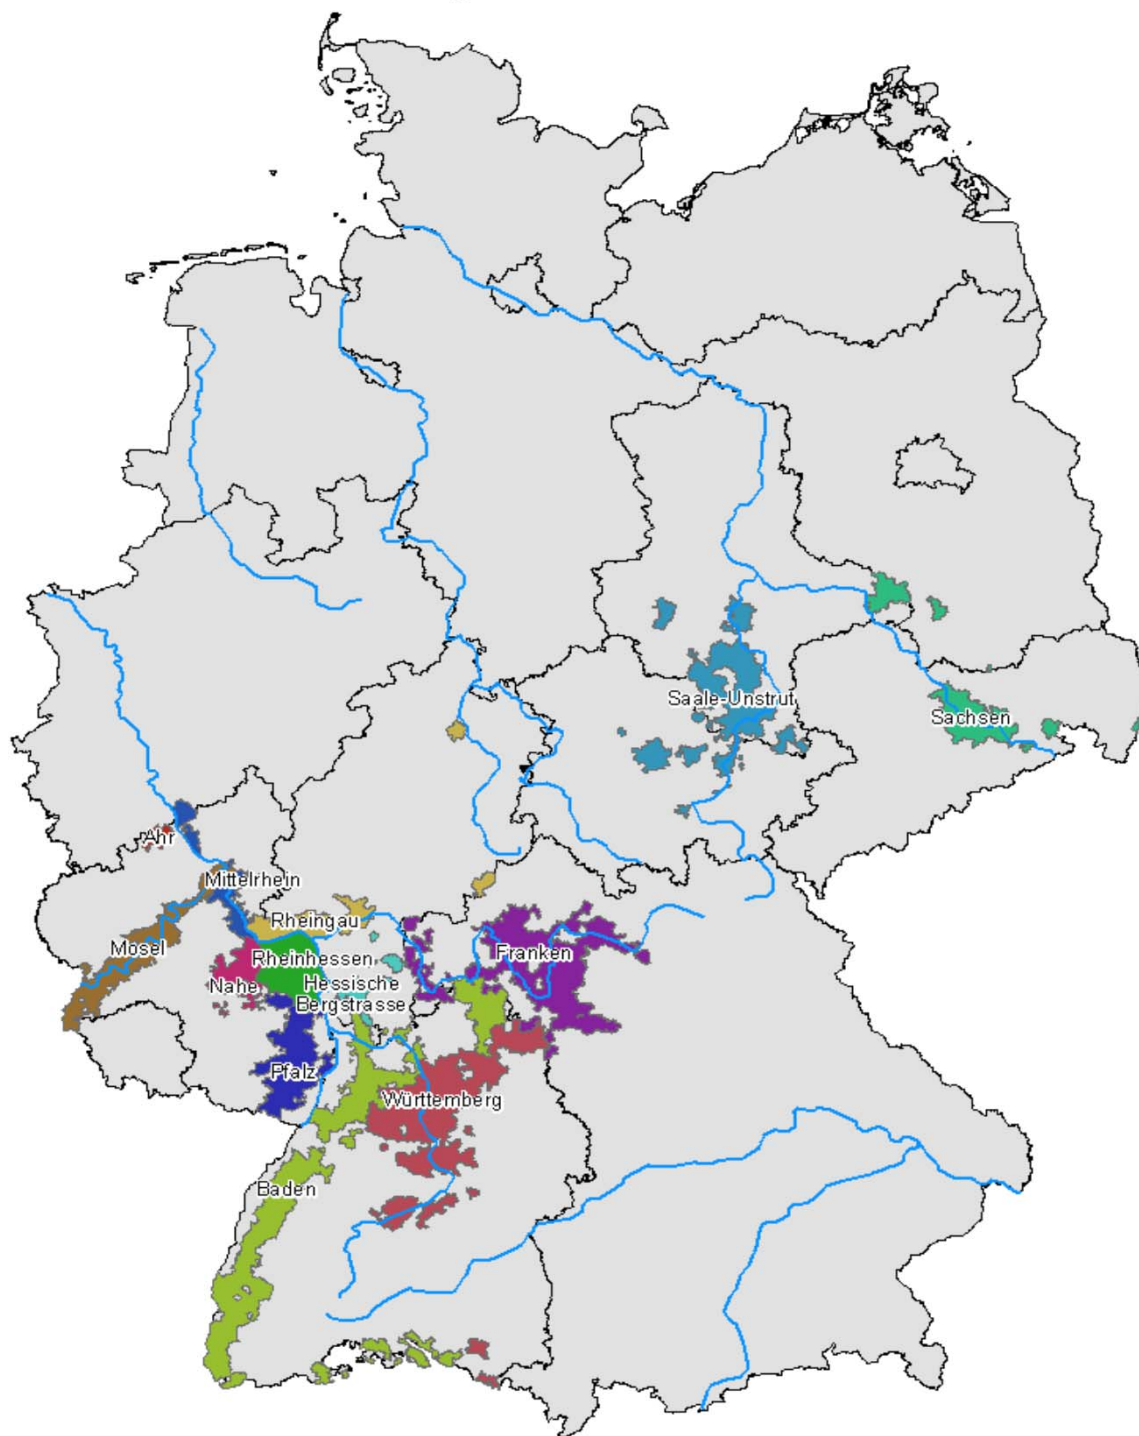 Saale-Unstrut
Sachsen
Ahr
Mittelrhein
Rheingau
Mosel
Rheinhessen
Franken
Nahe
Hessische
Bergstrasse
Pfalz
Württemberg
Baden